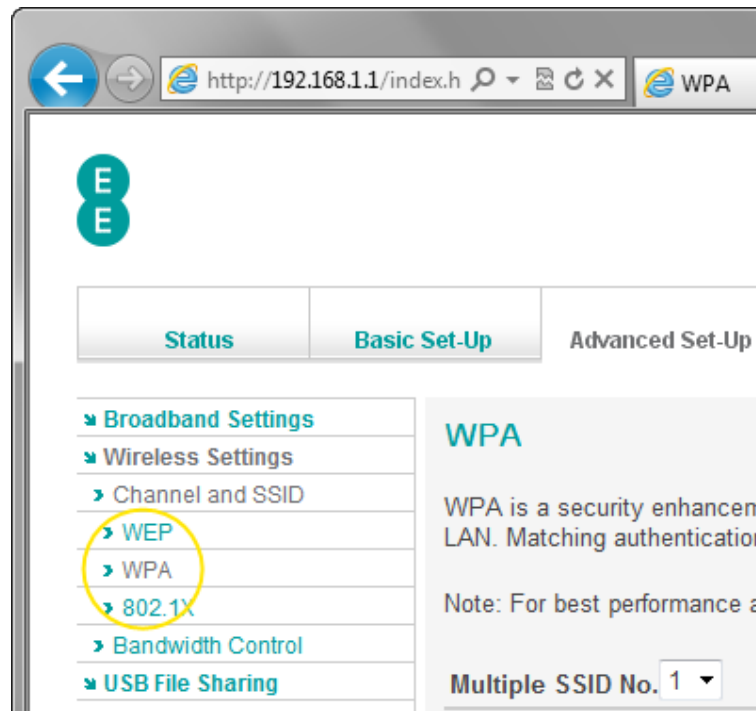 http://192.168.1.1/index.h
WPA
E
E
Status
Basic Set-Up
Advanced Set-Up
Broadband Settings
Wireless Settings
Channel and SSID
WEP
WPA
802.1X
Bandwidth Control
USB File Sharing
WPA
WPA is a security enhancem
LAN. Matching authentication
Note: For best performance a
Multiple SSID No. 1